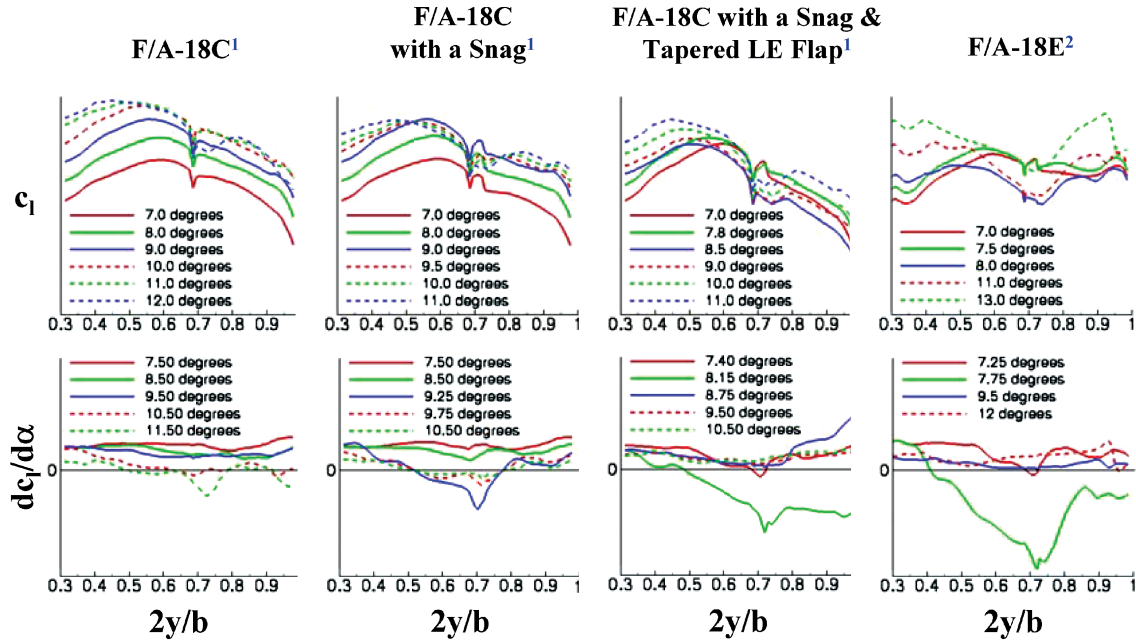 F/A-18C¹
F/A-18C
with a Snag¹
F/A-18C with a Snag &
Tapered LE Flap¹
F/A-18E²
cₗ
7.0 degrees
8.0 degrees
9.0 degrees
10.0 degrees
11.0 degrees
12.0 degrees
0.3 0.4 0.5 0.6 0.7 0.8 0.9
7.0 degrees
8.0 degrees
9.0 degrees
9.5 degrees
10.0 degrees
11.0 degrees
0.3 0.4 0.5 0.6 0.7 0.8 0.9 1
7.0 degrees
7.8 degrees
8.5 degrees
9.0 degrees
10.0 degrees
11.0 degrees
0.3 0.4 0.5 0.6 0.7 0.8 0.9
7.0 degrees
7.5 degrees
8.0 degrees
11.0 degrees
13.0 degrees
0.3 0.4 0.5 0.6 0.7 0.8 0.9 1
dcₗ/dα
7.50 degrees
8.50 degrees
9.50 degrees
10.50 degrees
11.50 degrees
0
0.3 0.4 0.5 0.6 0.7 0.8 0.9
2y/b
7.50 degrees
8.50 degrees
9.25 degrees
9.75 degrees
10.50 degrees
0
0.3 0.4 0.5 0.6 0.7 0.8 0.9 1
2y/b
7.40 degrees
8.15 degrees
8.75 degrees
9.50 degrees
10.50 degrees
0
0.3 0.4 0.5 0.6 0.7 0.8 0.9
2y/b
7.25 degrees
7.75 degrees
9.5 degrees
12 degrees
0
0.3 0.4 0.5 0.6 0.7 0.8 0.9 1
2y/b